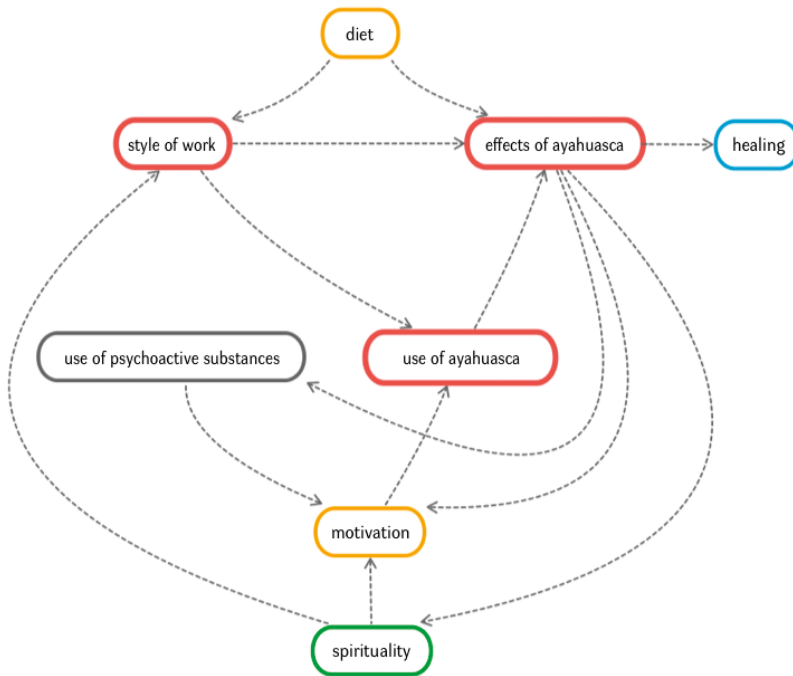 diet
style of work
effects of ayahuasca
healing
use of psychoactive substances
use of ayahuasca
motivation
spirituality